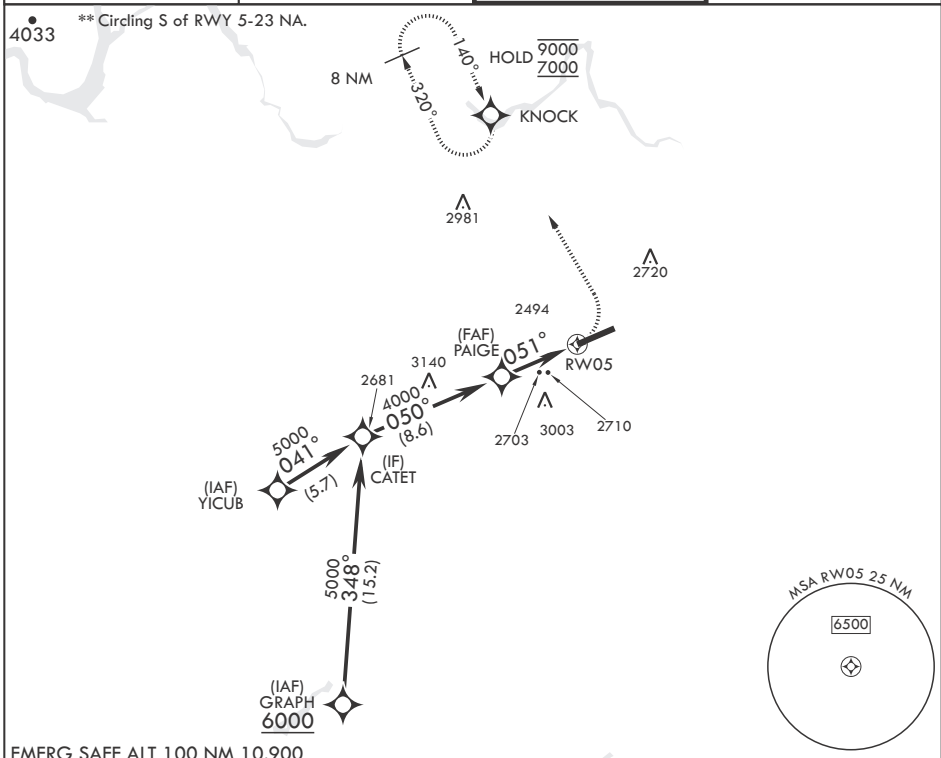 ** Circling S of RWY 5-23 NA.
4033
8 NM
140°
320°
HOLD 9000
7000
KNOCK
2981
2720
2494
(FAF)
PAIGE
051°
RW05
3140
2681
4000
050°
(8.6)
2703
3003
2710
5000
041°
(5.7)
(IF)
CATET
(IAF)
YICUB
5000
348°
(15.2)
MSA RW05 25 NM
6500
(IAF)
GRAPH
6000
EMERG SAFE ALT 100 NM 10,900